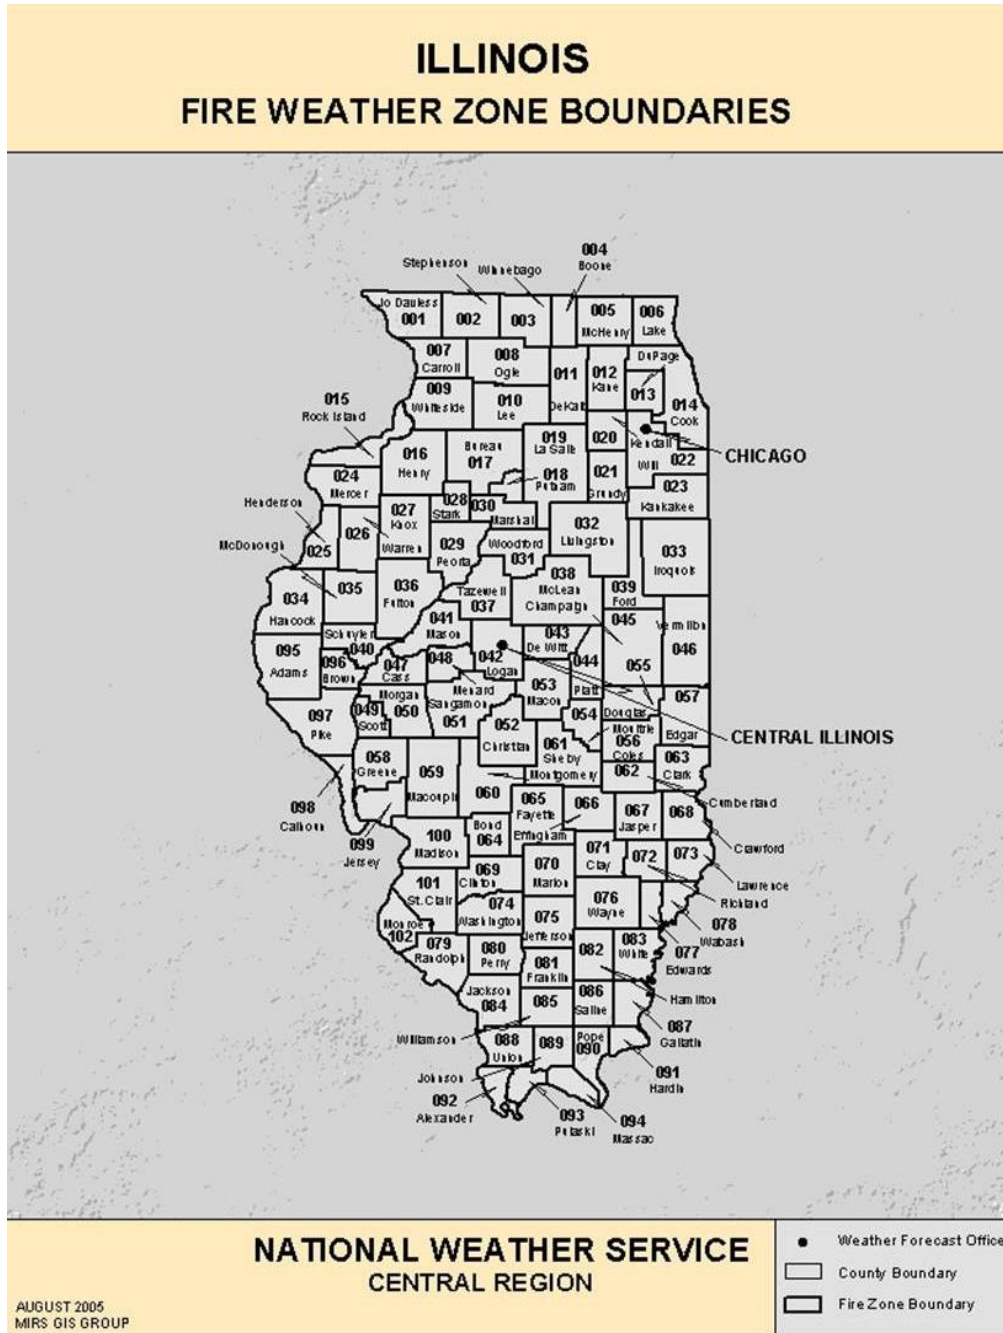 ILLINOIS
FIRE WEATHER ZONE BOUNDARIES
004
Boone
Stephenson
Winnebago
Jo Daviess
001
002
003
005
McHenry
006
Lake
007
Carroll
008
Ogle
011
DeKalb
012
Kane
DuPage
013
009
Whiteside
010
Lee
014
Cook
015
Rock Island
016
Henry
Bureau
017
019
La Salle
018
Putnam
020
Kendall
Will
022
CHICAGO
021
Grundy
023
Kankakee
024
Mercer
Henderson
025
026
Warren
027
Knox
028
Stark
030
Marshal
029
Peoria
Woodford
031
032
Livingston
033
Iroquois
McDonough
035
034
Hancock
036
Fulton
Tazewell
037
038
McLean
Champaign
039
Ford
045
Vermilion
046
Schuyler
040
041
Mason
042
Logan
043
De Witt
044
Piatt
095
Adams
096
Brown
047
Cass
048
Menard
Sangamon
051
Morgan
050
049
Scott
053
Macon
054
Moultrie
055
Douglas
056
Coles
057
Edgar
CENTRAL ILLINOIS
097
Pike
052
Christian
061
Shelby
058
Greene
059
Macoupin
Montgomery
060
062
Cumberland
063
Clark
098
Calhoun
099
Jersey
100
Madison
Bond
064
065
Fayette
066
Effingham
067
Jasper
068
Crawford
101
St. Clair
069
Clinton
070
Marion
071
Clay
072
Richland
073
Lawrence
Monroe
102
074
Washington
075
Jefferson
076
Wayne
077
Edwards
078
Wabash
079
Randolph
080
Perry
081
Franklin
082
Hamilton
083
White
Jackson
084
085
Williamson
086
Saline
087
Gallatin
088
Union
089
Johnson
Pope
090
091
Hardin
092
Alexander
093
Pulaski
094
Massac
NATIONAL WEATHER SERVICE
CENTRAL REGION
AUGUST 2005
MIRS GIS GROUP
Weather Forecast Office
County Boundary
Fire Zone Boundary